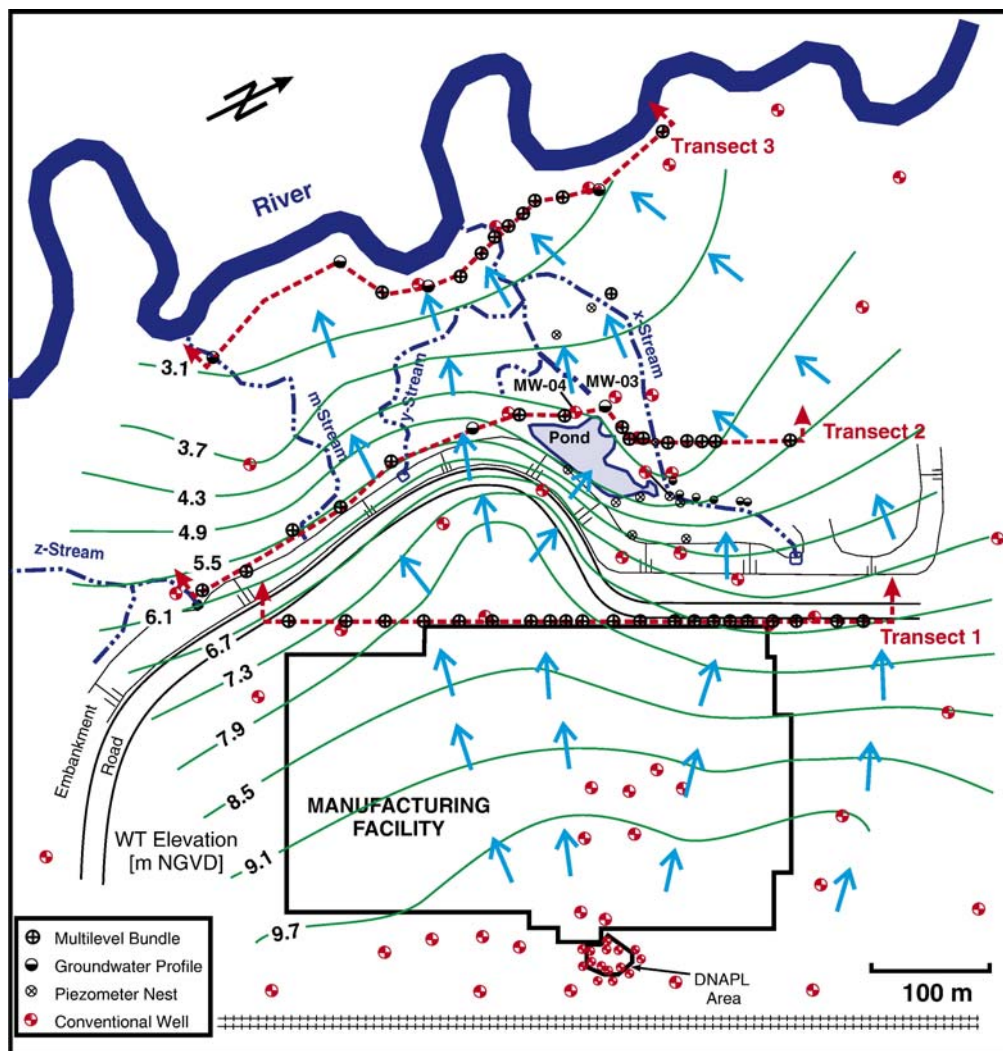 N
River
Transect 3
x-Stream
MW-03
MW-04
y-Stream
m Stream
3.1
3.7
4.3
4.9
5.5
6.1
6.7
7.3
7.9
8.5
9.1
9.7
Pond
Transect 2
z-Stream
Transect 1
Embankment
Road
MANUFACTURING
FACILITY
WT Elevation
[m NGVD]
Multilevel Bundle
Groundwater Profile
Piezometer Nest
Conventional Well
DNAPL
Area
100 m